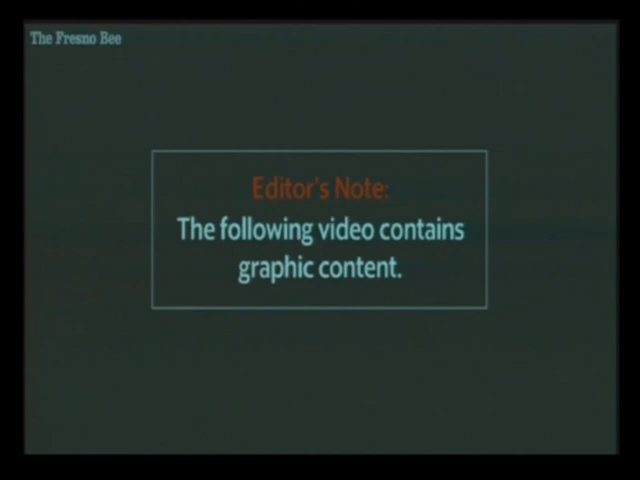 The Fresno Bee
Editor's Note:
The following video contains
graphic content.